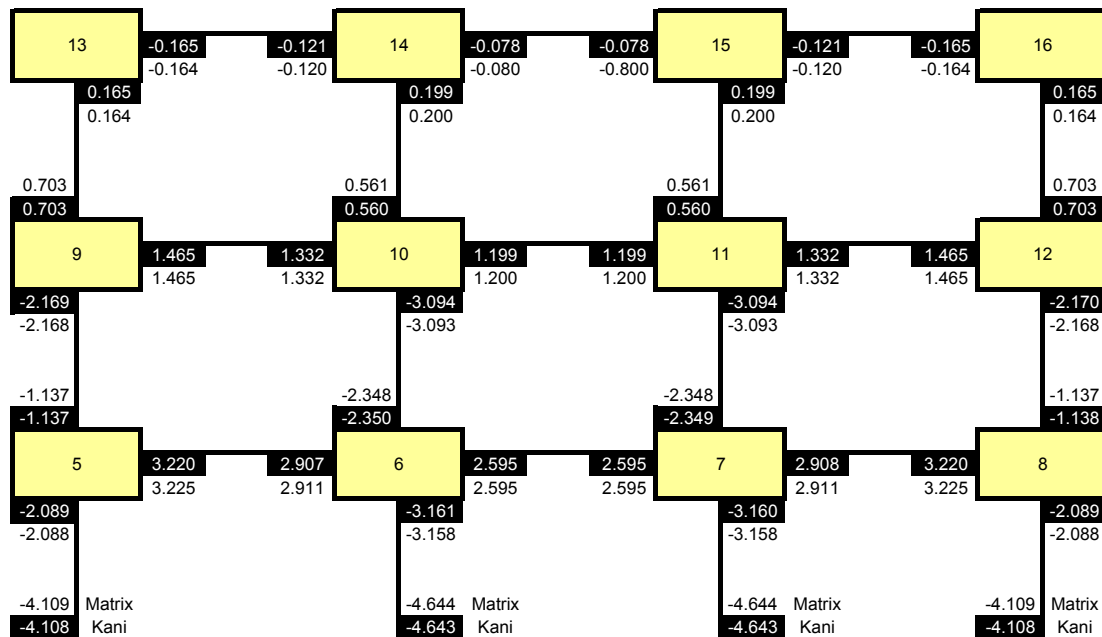 13 -0.165 -0.121 14 -0.078 -0.078 15 -0.121 -0.165 16
-0.164 -0.120 -0.080 -0.800 -0.120 -0.164
0.165 0.199 0.199 0.165
0.164 0.200 0.200 0.164
0.703 0.561 0.561 0.703
0.703 0.560 0.560 0.703
9 1.465 1.332 10 1.199 1.199 11 1.332 1.465 12
1.465 1.332 1.200 1.200 1.332 1.465
-2.169 -3.094 -3.094 -2.170
-2.168 -3.093 -3.093 -2.168
-1.137 -2.348 -2.348 -1.137
-1.137 -2.350 -2.349 -1.138
5 3.220 2.907 6 2.595 2.595 7 2.908 3.220 8
3.225 2.911 2.595 2.595 2.911 3.225
-2.089 -3.161 -3.160 -2.089
-2.088 -3.158 -3.158 -2.088
-4.109 Matrix -4.644 Matrix -4.644 Matrix -4.109 Matrix
-4.108 Kani -4.643 Kani -4.643 Kani -4.108 Kani